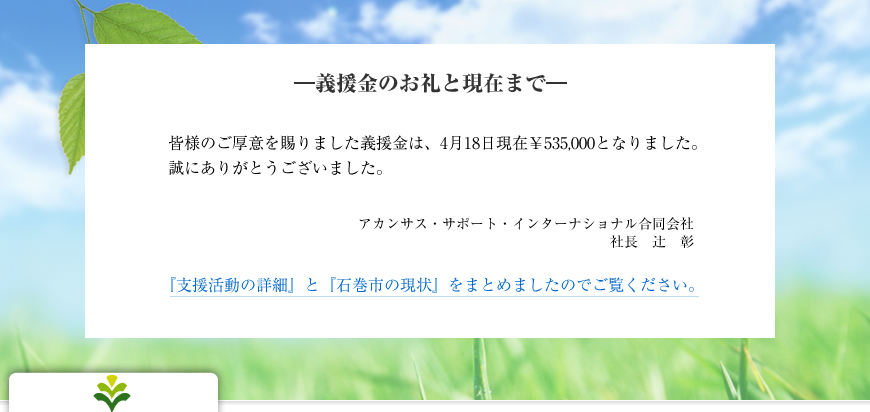 ―義援金のお礼と現在まで―
皆様のご厚意を賜りました義援金は、4月18日現在￥535,000となりました。
誠にありがとうございました。
アカンサス・サポート・インターナショナル合同会社
社長　辻　彰
『支援活動の詳細』と『石巻市の現状』をまとめましたのでご覧ください。